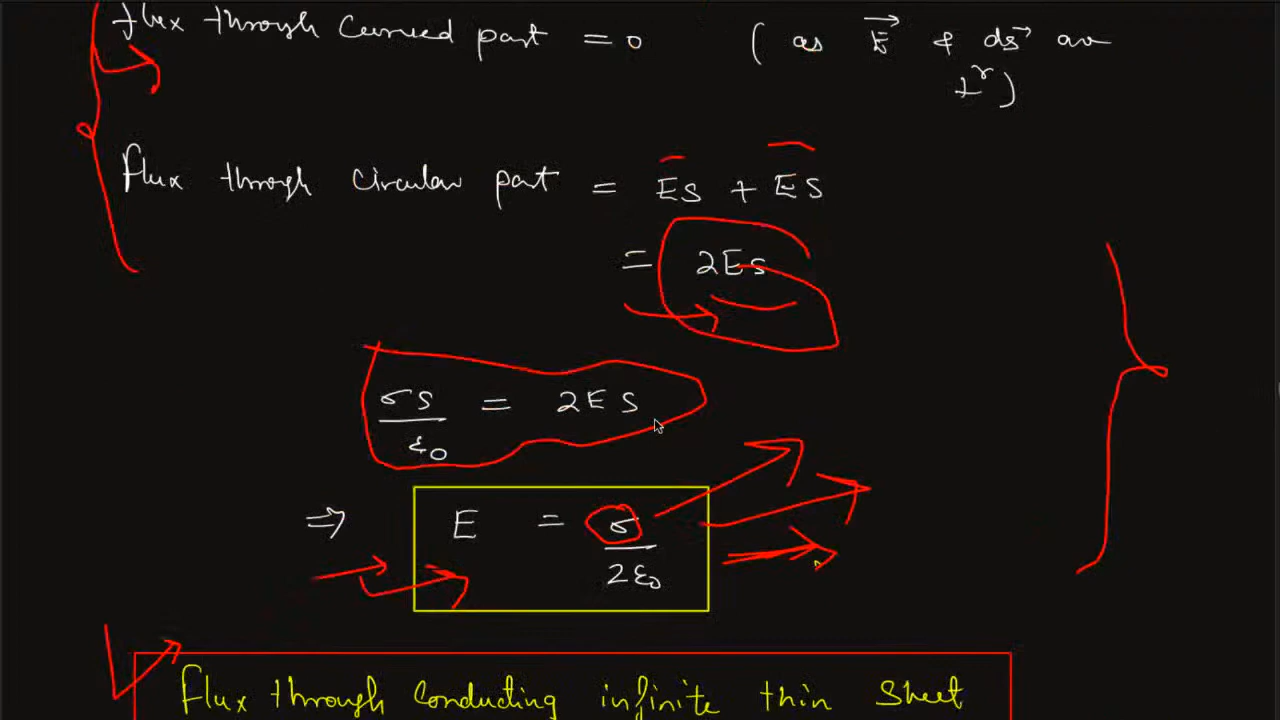 flux through Curved part = 0 ( as E⃗ & ds⃗ are
⊥r)
flux through Circular part = ES + ES
= 2ES
σS/ε0 = 2ES
⇒ E = σ/2ε0
flux through Conducting infinite thin Sheet